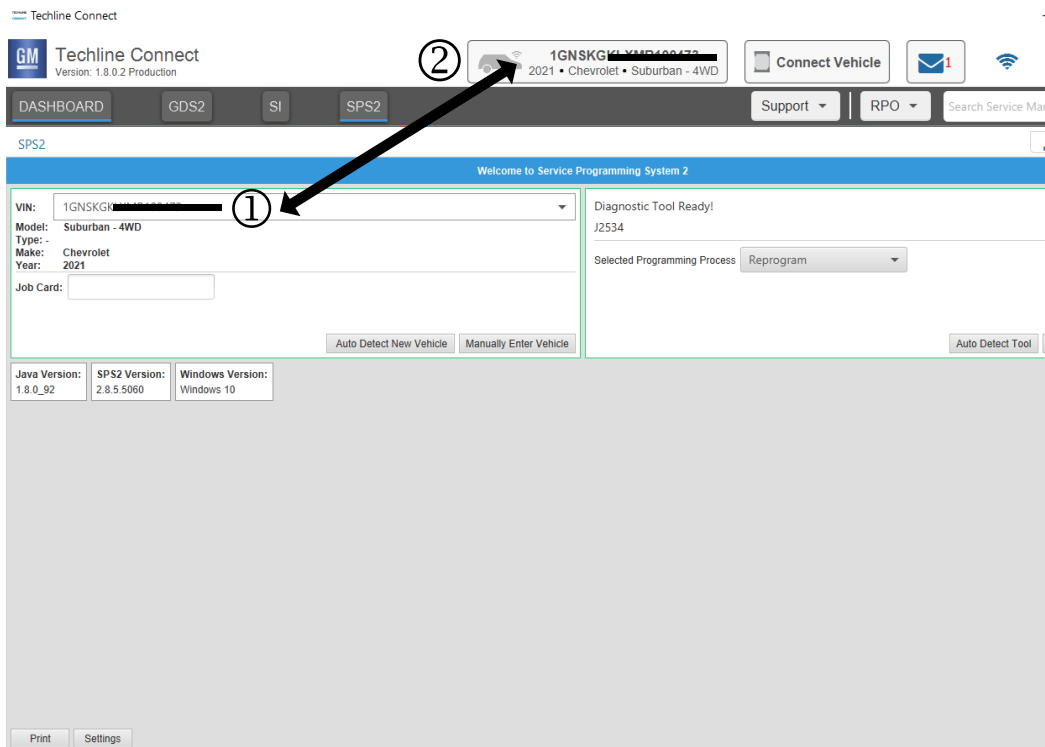 Techline Connect
GM
Techline Connect
Version: 1.8.0.2 Production
②
2021 • Chevrolet • Suburban - 4WD
Connect Vehicle
1
DASHBOARD
GDS2
SI
SPS2
Support
RPO
Search Service
SPS2
Welcome to Service Programming System 2
VIN:
①
Model: Suburban - 4WD
Type: -
Make: Chevrolet
Year: 2021
Job Card:
Auto Detect New Vehicle
Manually Enter Vehicle
Diagnostic Tool Ready!
J2534
Selected Programming Process
Reprogram
Auto Detect Tool
Java Version:
1.8.0_92
SPS2 Version:
2.8.5.5060
Windows Version:
Windows 10
Print
Settings